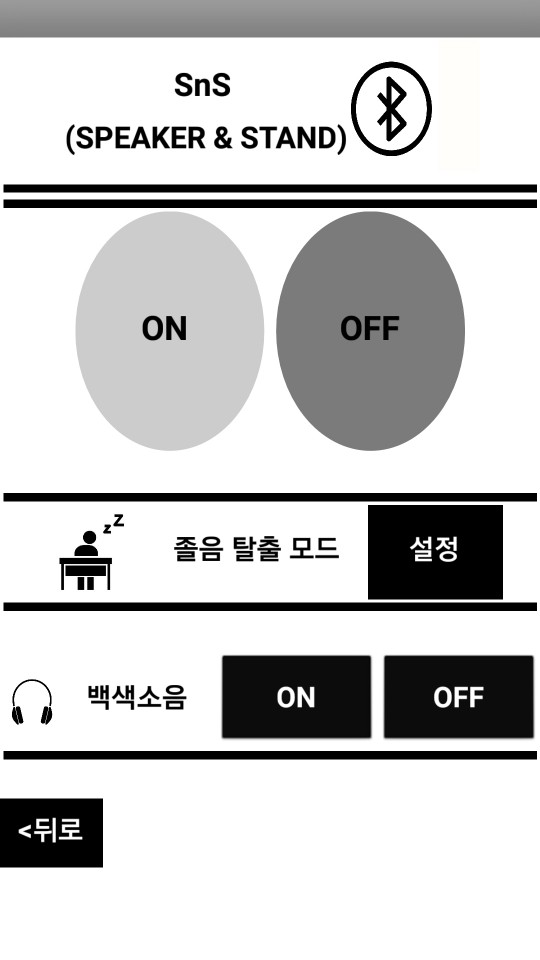 SnS
(SPEAKER & STAND)
ON OFF
zZ
졸음 탈출 모드 설정
백색소음 ON OFF
<뒤로